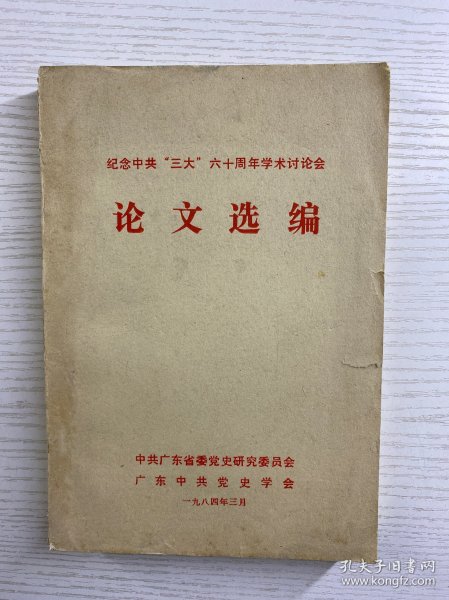 纪念中共“三大”六十周年学术讨论会
论文选编
中共广东省委党史研究委员会
广东中共党史学会
一九八四年三月
孔夫子旧书网
www.kongfz.com